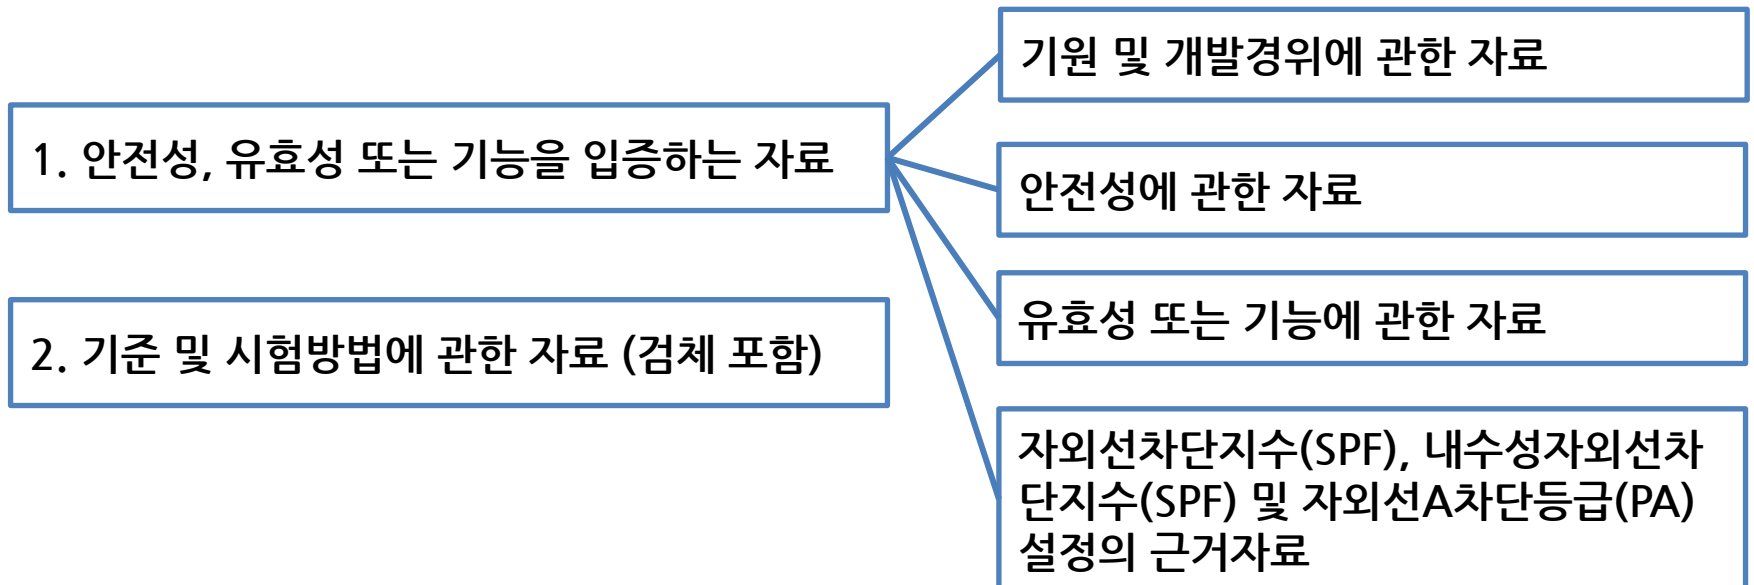 1. 안전성, 유효성 또는 기능을 입증하는 자료
2. 기준 및 시험방법에 관한 자료 (검체 포함)
기원 및 개발경위에 관한 자료
안전성에 관한 자료
유효성 또는 기능에 관한 자료
자외선차단지수(SPF), 내수성자외선차
단지수(SPF) 및 자외선A차단등급(PA)
설정의 근거자료